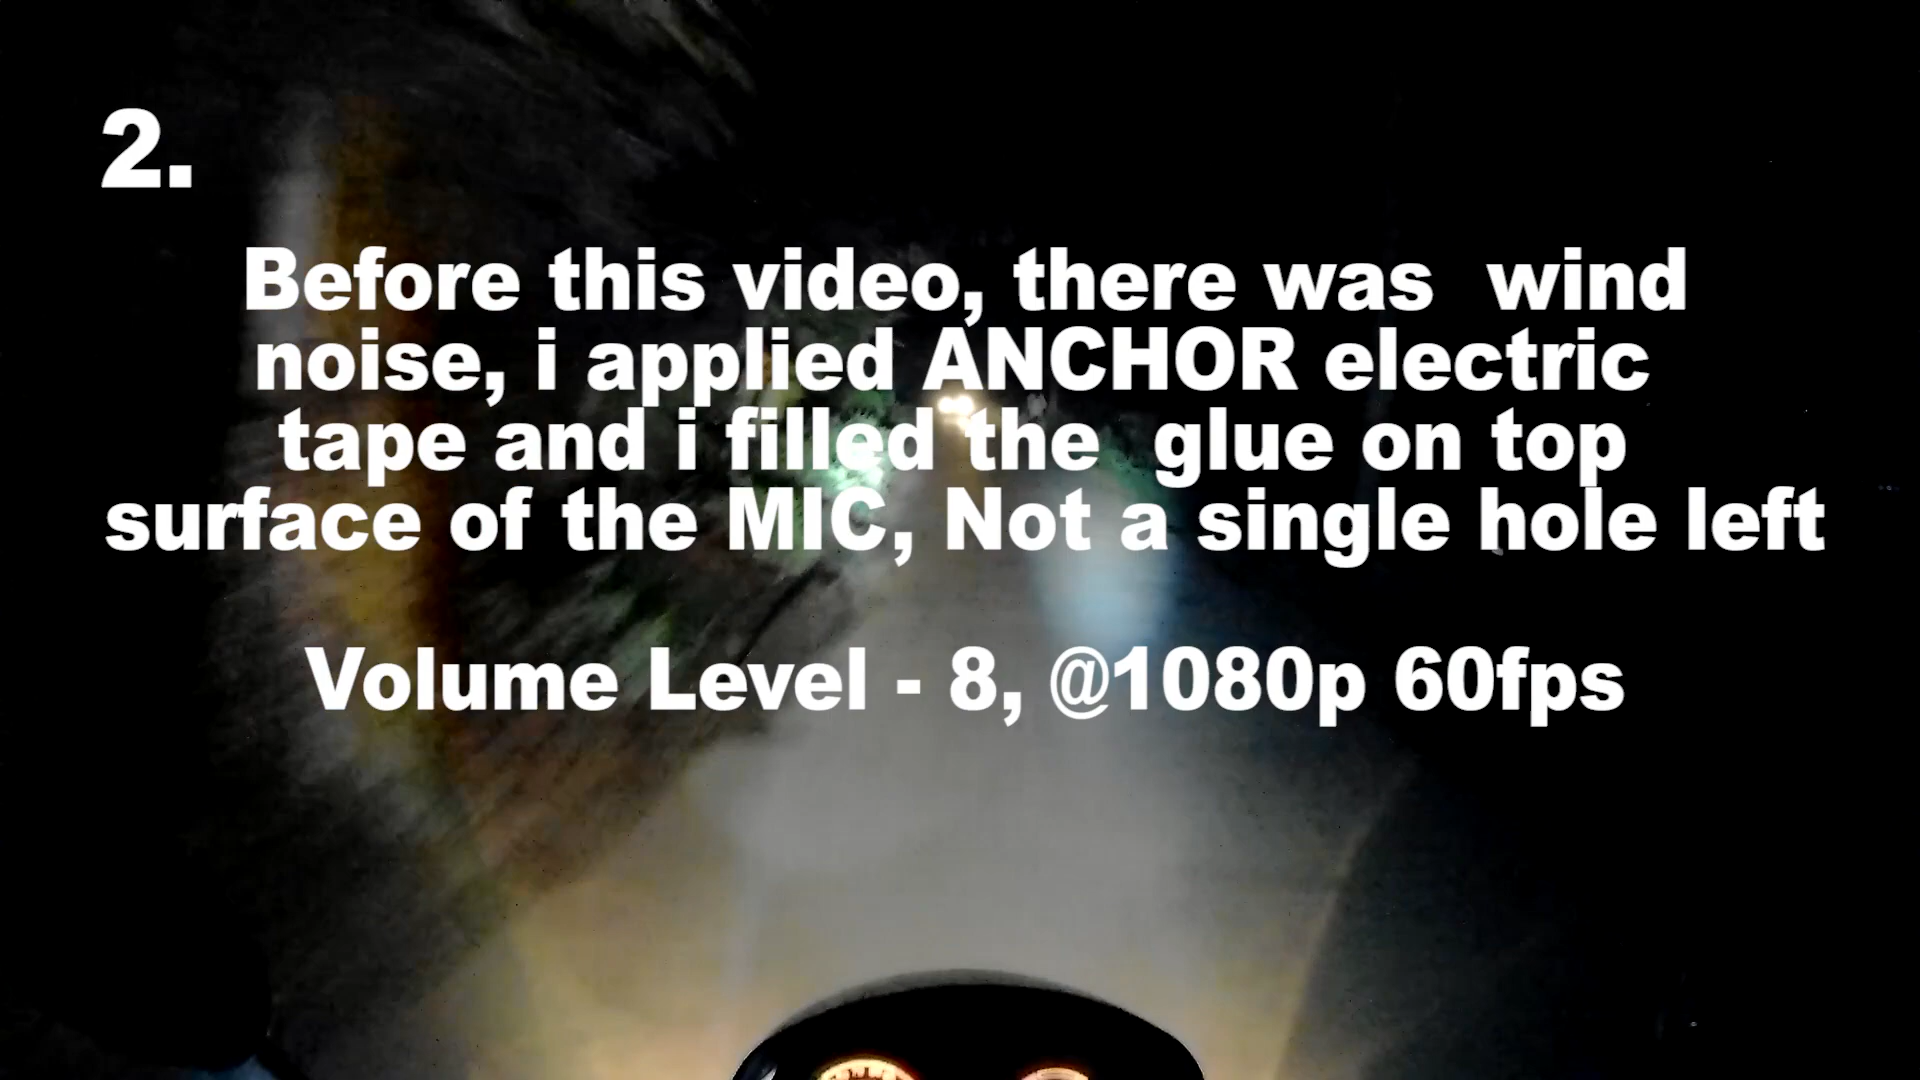 2.
Before this video, there was  wind
noise, i applied ANCHOR electric
tape and i filled the  glue on top
surface of the MIC, Not a single hole left
Volume Level - 8, @1080p 60fps